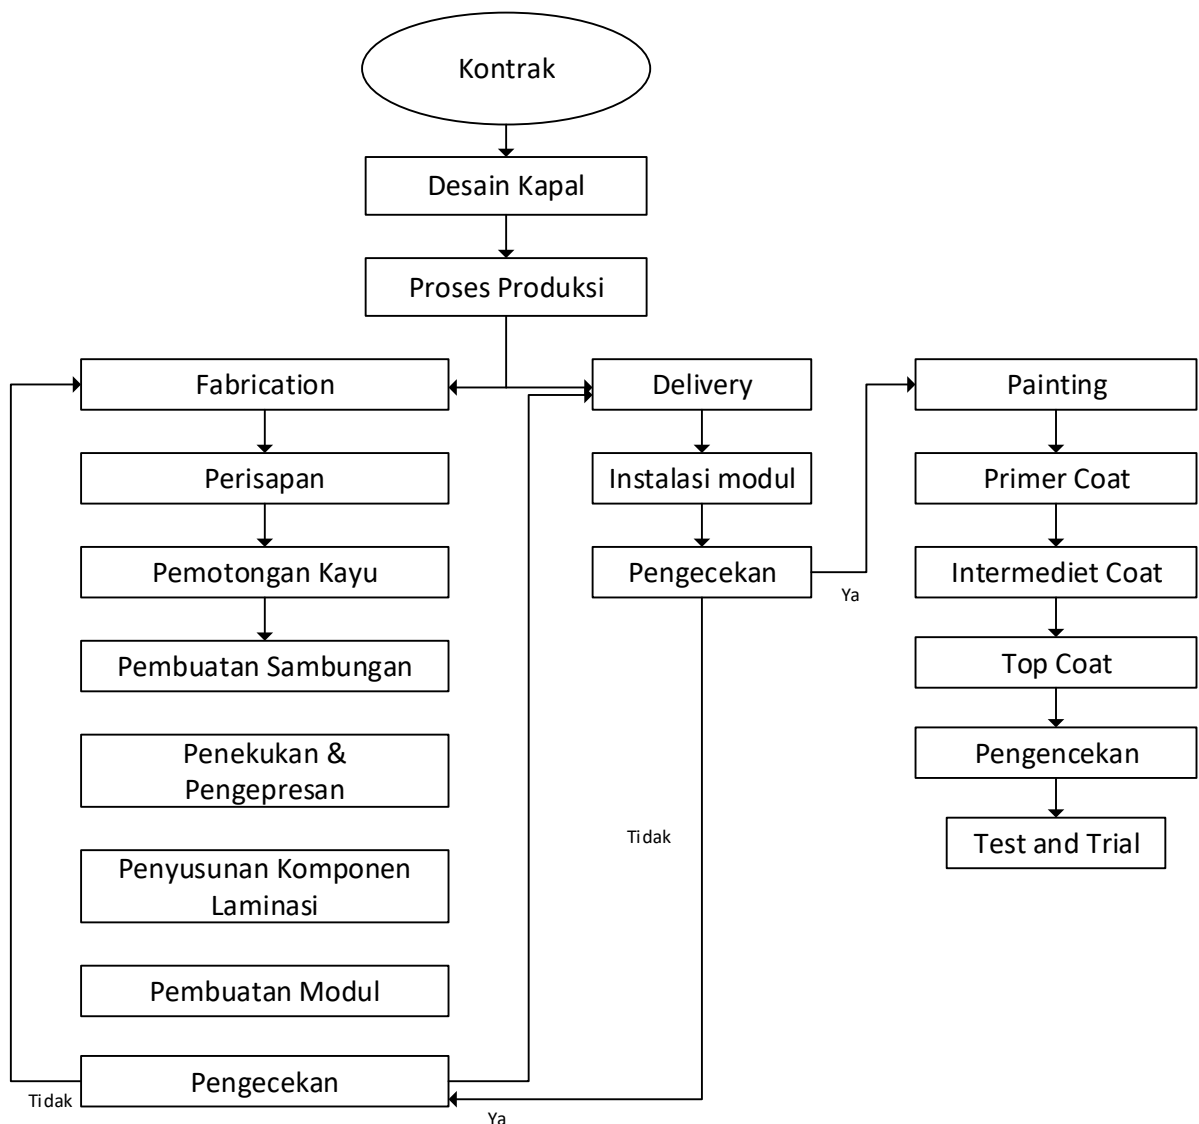 Kontrak
Desain Kapal
Proses Produksi
Fabrication
Perisapan
Pemotongan Kayu
Pembuatan Sambungan
Penekukan &
Pengepresan
Penyusunan Komponen
Laminasi
Pembuatan Modul
Pengecekan
Tidak
Ya
Delivery
Instalasi modul
Pengecekan
Ya
Tidak
Painting
Primer Coat
Intermediet Coat
Top Coat
Pengencekan
Test and Trial